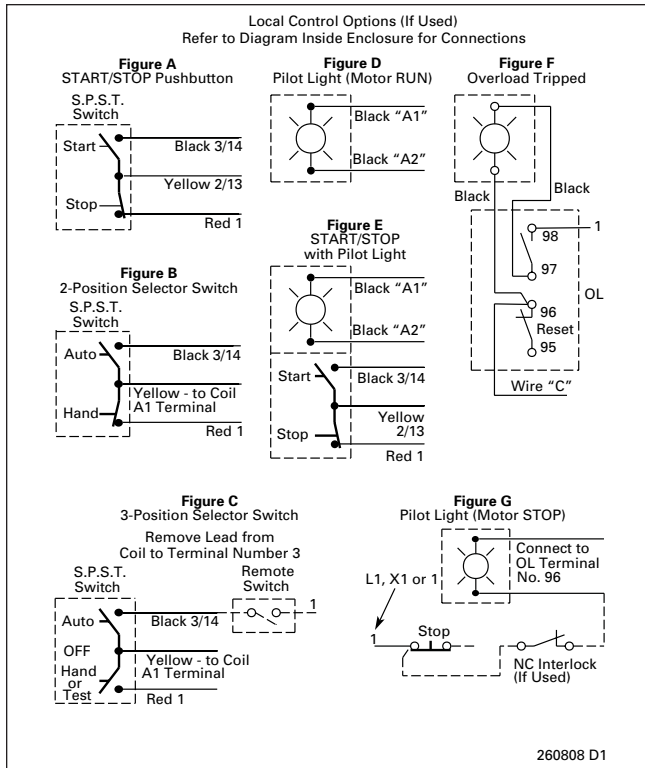 Local Control Options (If Used)
Refer to Diagram Inside Enclosure for Connections
Figure A
START/STOP Pushbutton
S.P.S.T.
Switch
Start
Black 3/14
Yellow 2/13
Stop
Red 1
Figure D
Pilot Light (Motor RUN)
Black “A1”
Black “A2”
Figure F
Overload Tripped
Black
Black
1
98
97
OL
96
Reset
95
Wire “C”
Figure B
2-Position Selector Switch
S.P.S.T.
Switch
Auto
Black 3/14
Yellow - to Coil
A1 Terminal
Hand
Red 1
Figure E
START/STOP
with Pilot Light
Black “A1”
Black “A2”
Start
Black 3/14
Yellow
2/13
Stop
Red 1
Figure C
3-Position Selector Switch
Remove Lead from
Coil to Terminal Number 3
S.P.S.T.
Switch
Remote
Switch
1
Auto
Black 3/14
OFF
Yellow - to Coil
A1 Terminal
Hand
or
Test
Red 1
Figure G
Pilot Light (Motor STOP)
Connect to
OL Terminal
No. 96
L1, X1 or 1
1
Stop
NC Interlock
(If Used)
260808 D1